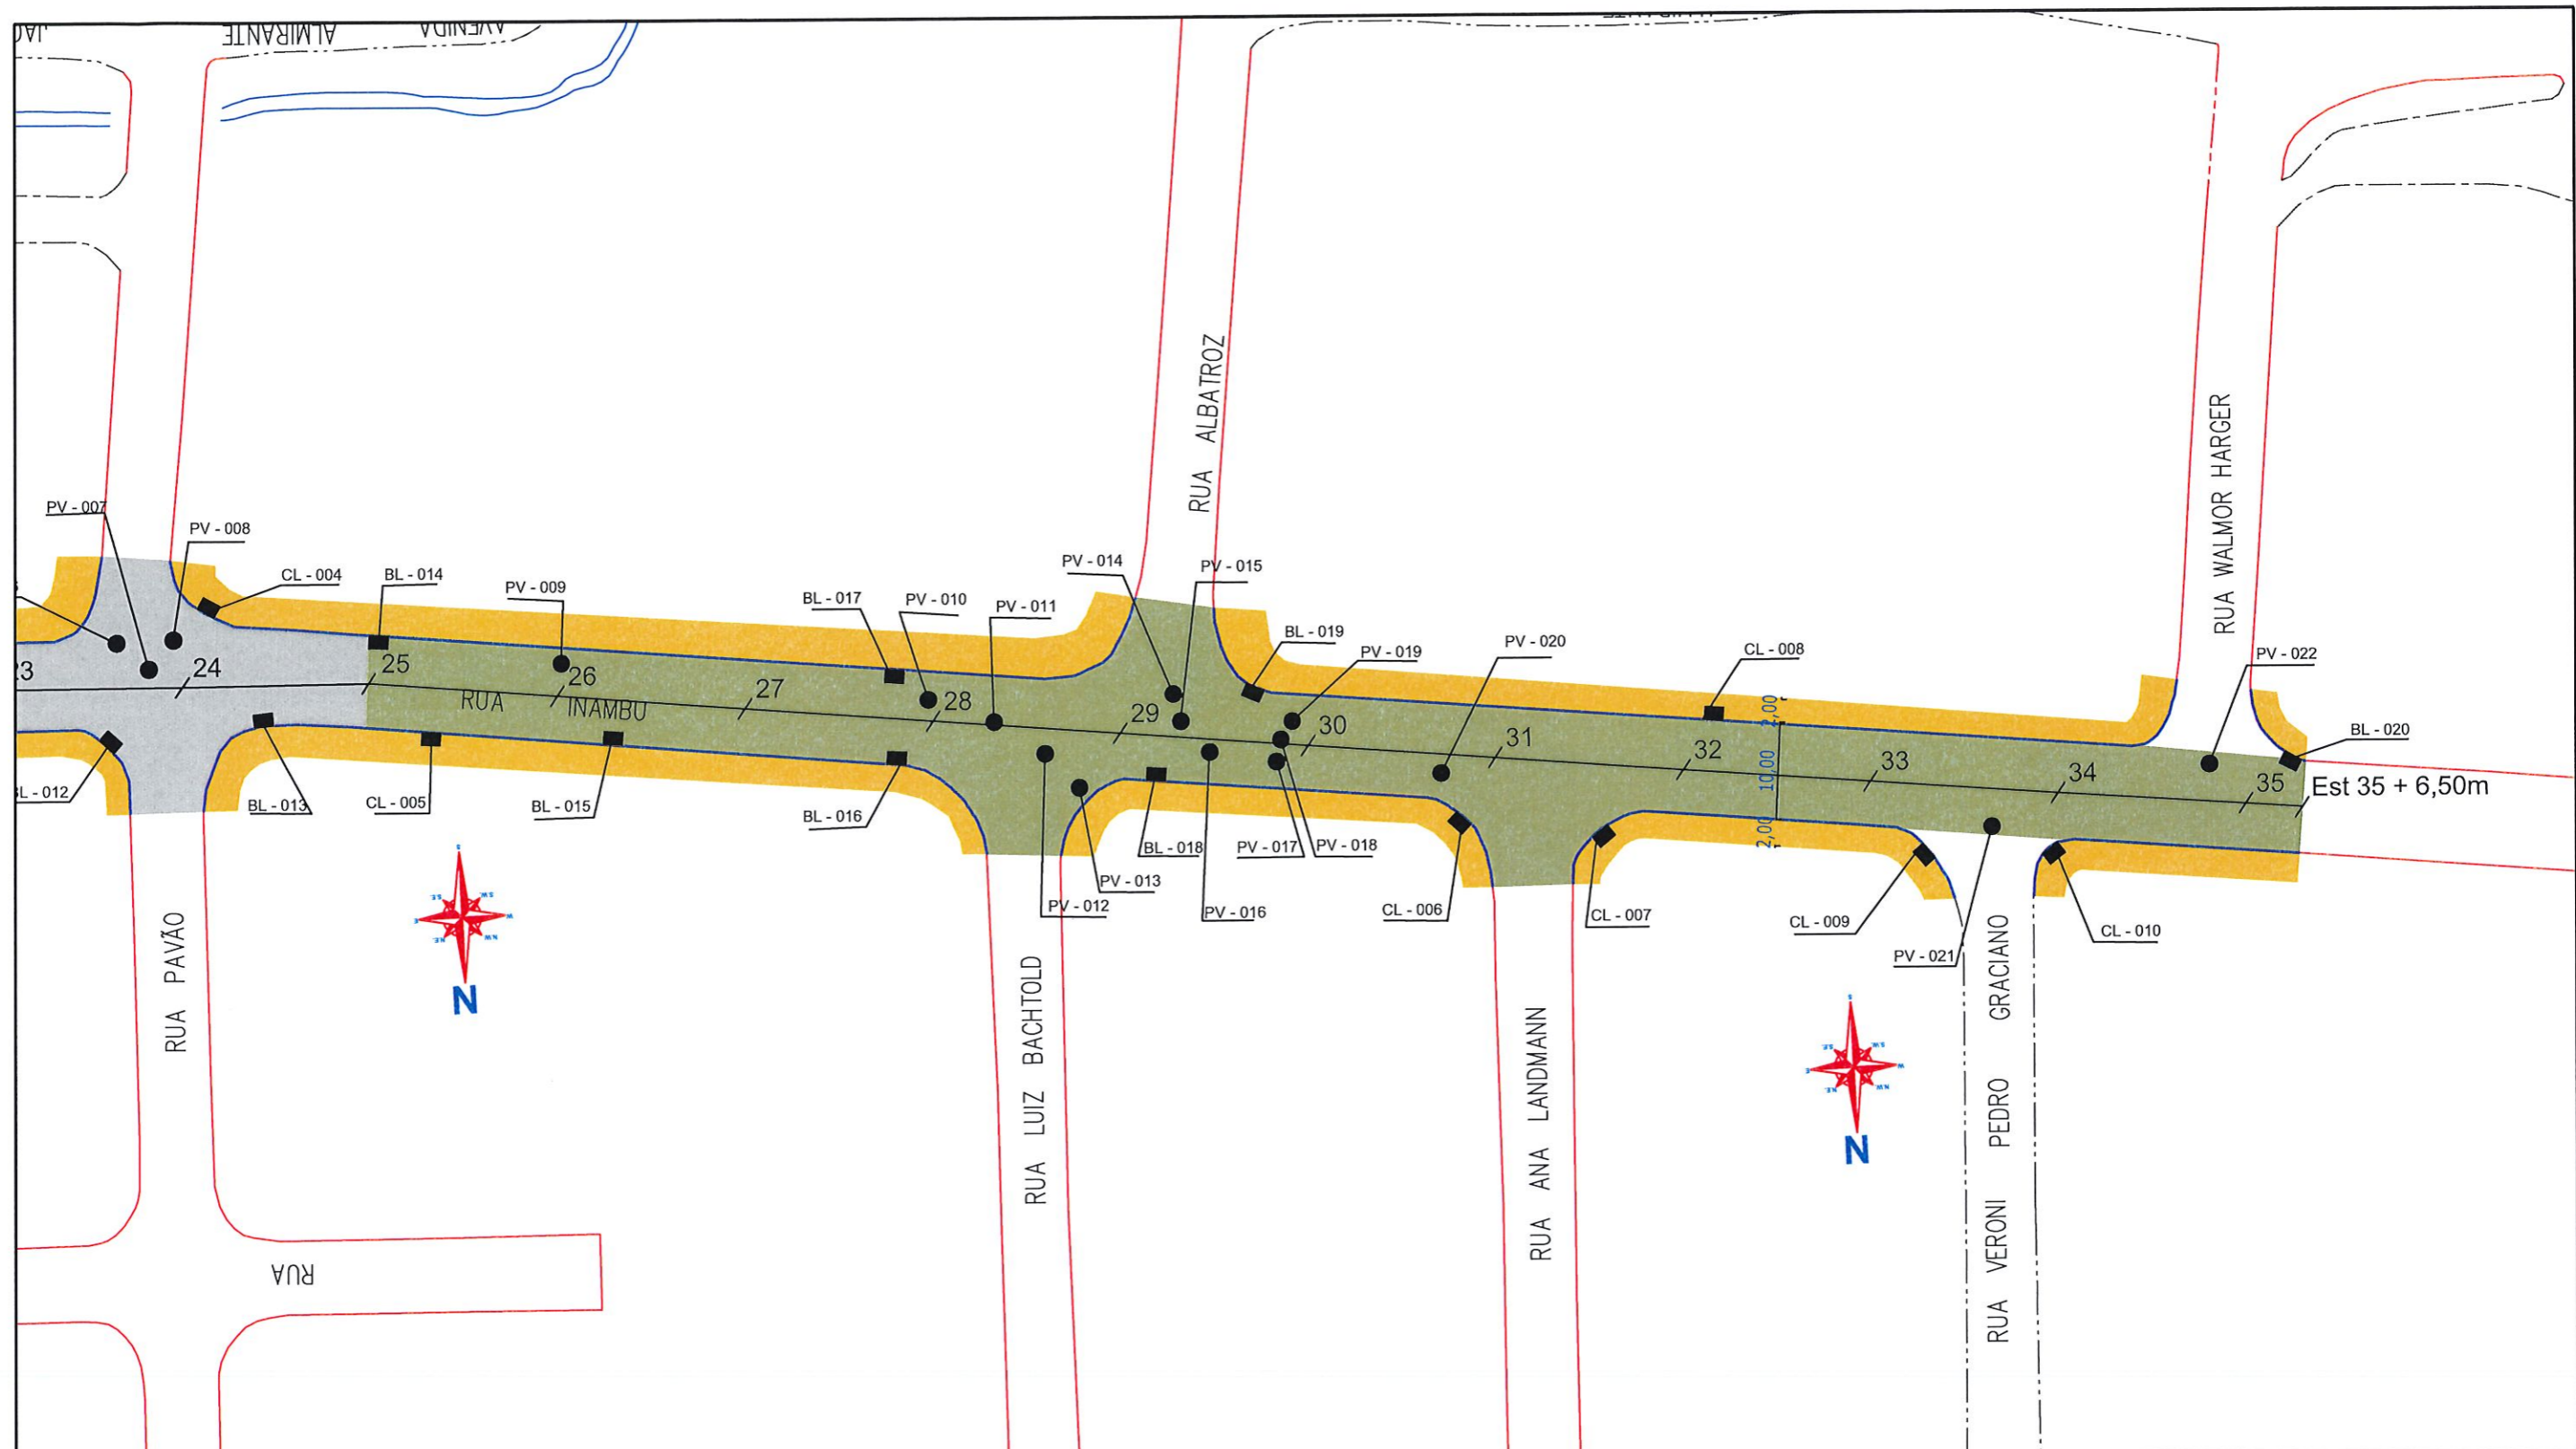 AVENIDA
ALMIRANTE
RUA ALBATROZ
RUA WALMOR HARGER
PV - 007
PV - 008
CL - 004
BL - 014
PV - 009
BL - 017
PV - 010
PV - 011
PV - 014
PV - 015
BL - 019
PV - 019
PV - 020
CL - 008
PV - 022
BL - 020
24
25
26
27
28
29
30
31
32
33
34
35
Est 35 + 6,50m
RUA INAMBU
2,00
10,00
2,00
BL - 013
CL - 005
BL - 015
BL - 016
BL - 018
PV - 017
PV - 018
PV - 013
PV - 012
PV - 016
CL - 006
CL - 007
CL - 009
PV - 021
CL - 010
N
N
RUA PAVÃO
RUA LUIZ BACHTOLD
RUA ANA LANDMANN
RUA VERONI PEDRO GRACIANO
RUA